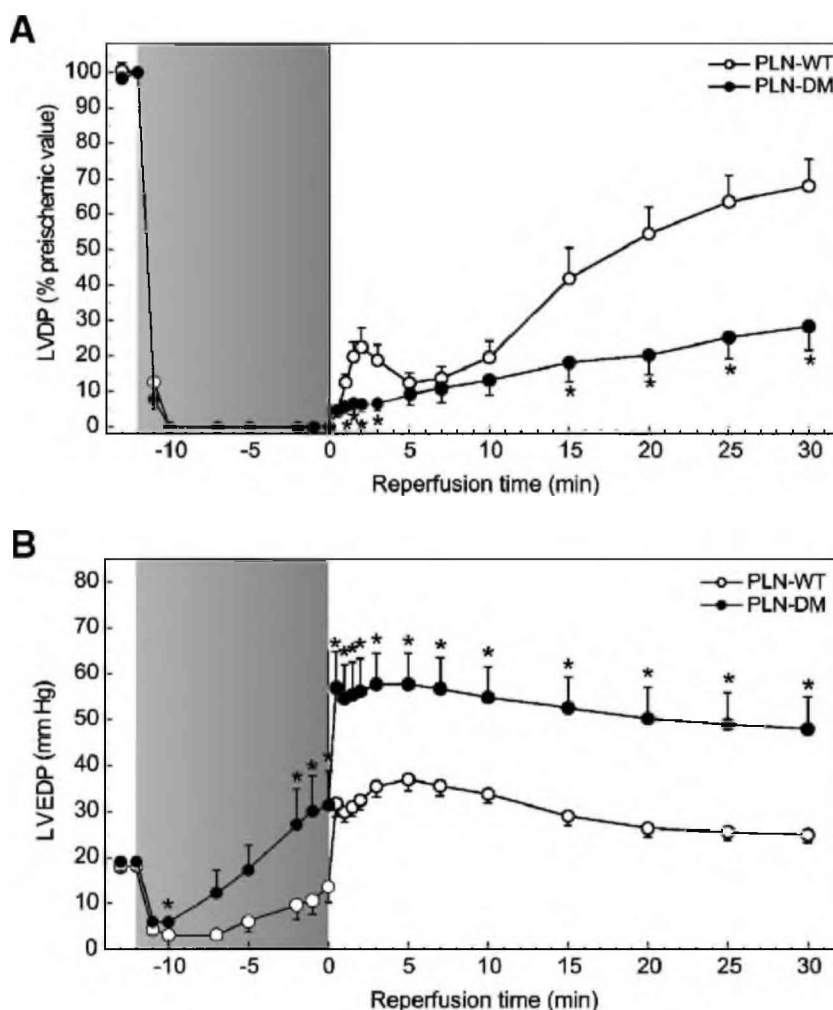 A
PLN-WT
PLN-DM
100
90
80
70
60
50
40
30
20
10
0
LVDP (% preischemic value)
* * * * * * * * *
-10 -5 0 5 10 15 20 25 30
Reperfusion time (min)
B
PLN-WT
PLN-DM
80
70
60
50
40
30
20
10
0
LVEDP (mm Hg)
* * * * * * * * * * * * * * * *
-10 -5 0 5 10 15 20 25 30
Reperfusion time (min)